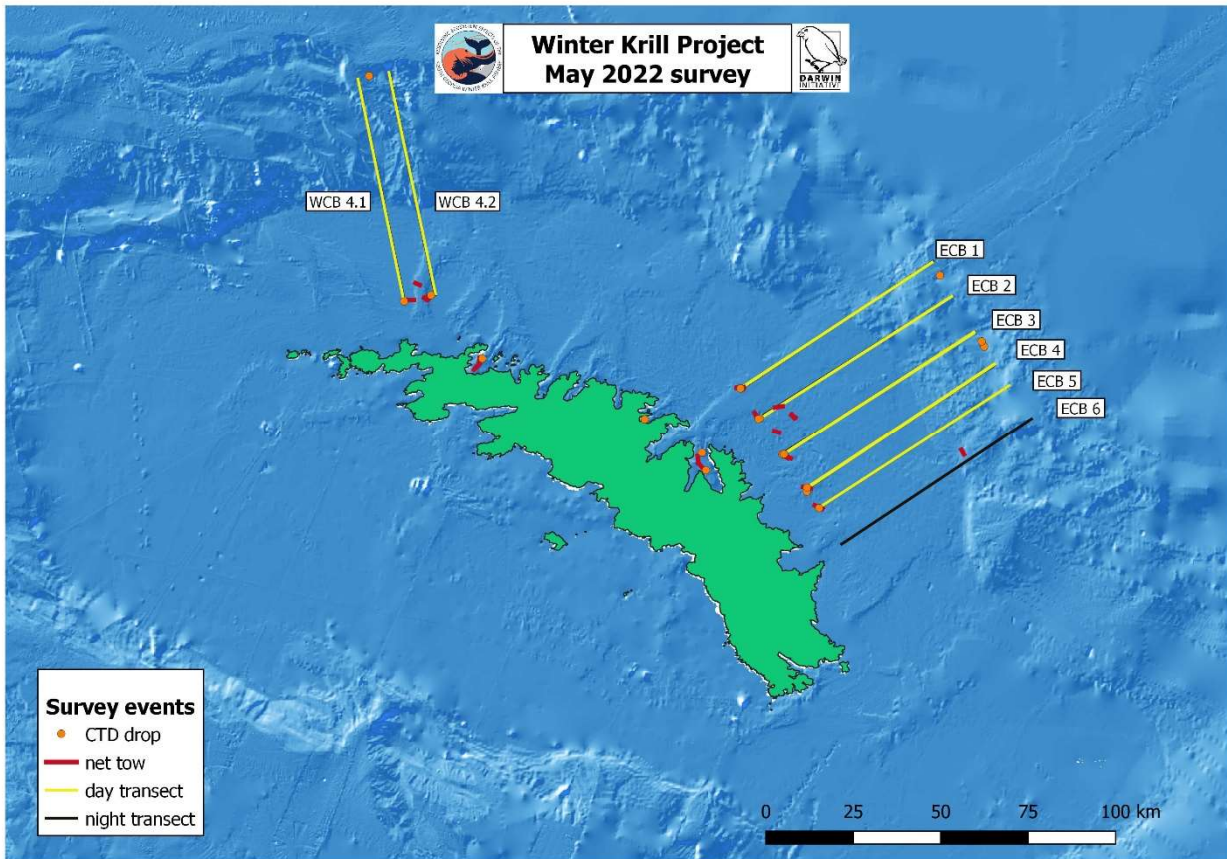 Winter Krill Project
May 2022 survey
DARWIN
INITIATIVE
WCB 4.1
WCB 4.2
ECB 1
ECB 2
ECB 3
ECB 4
ECB 5
ECB 6
Survey events
CTD drop
net tow
day transect
night transect
0 25 50 75 100 km